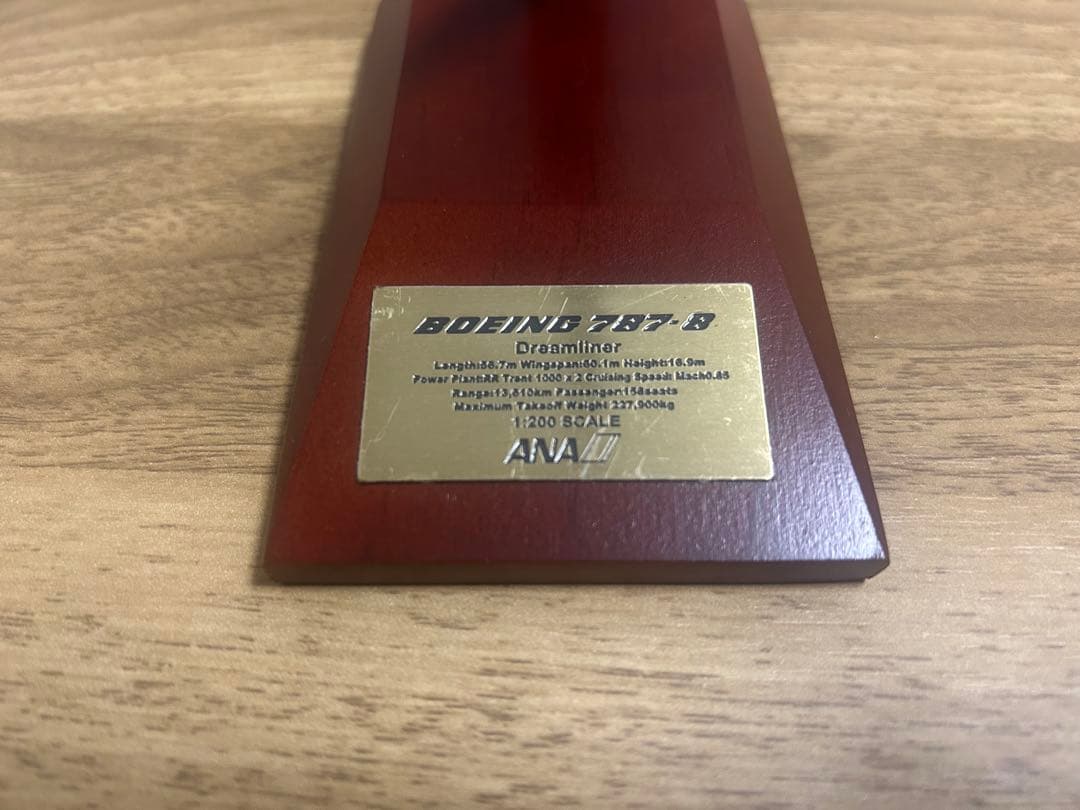 BOEING 787-8
Dreamliner
Length:56.7m Wingspan:60.1m Height:16.9m
Power Plant:RR Trent 1000 x 2 Cruising Speed: Mach0.85
Range:13,510km Passenger:158seats
Maximum Takeoff Weight 227,900kg
1:200 SCALE
ANA